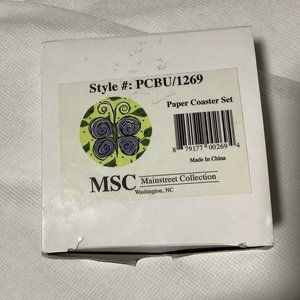 Style #: PCBU/1269
Paper Coaster Set
8 79177 00269 4
Made In China
MSC Mainstreet Collection
Washington, NC